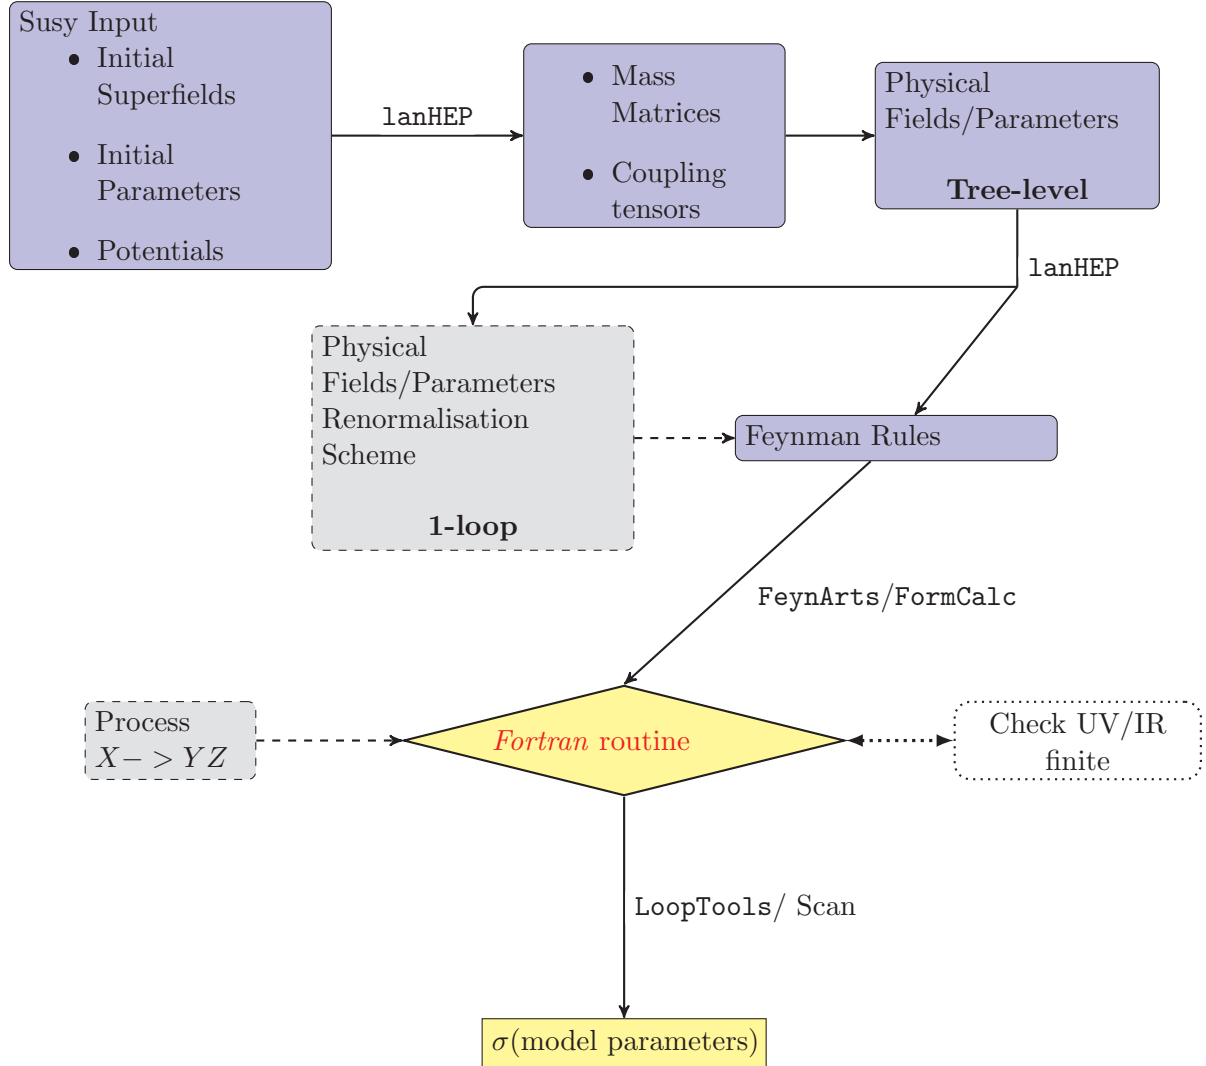 Susy Input
• Initial
Superfields
• Initial
Parameters
• Potentials
lanHEP
• Mass
Matrices
• Coupling
tensors
Physical
Fields/Parameters
Tree-level
lanHEP
Physical
Fields/Parameters
Renormalisation
Scheme
1-loop
Feynman Rules
FeynArts/FormCalc
Process
X− > Y Z
Fortran routine
Check UV/IR
finite
LoopTools/ Scan
σ(model parameters)